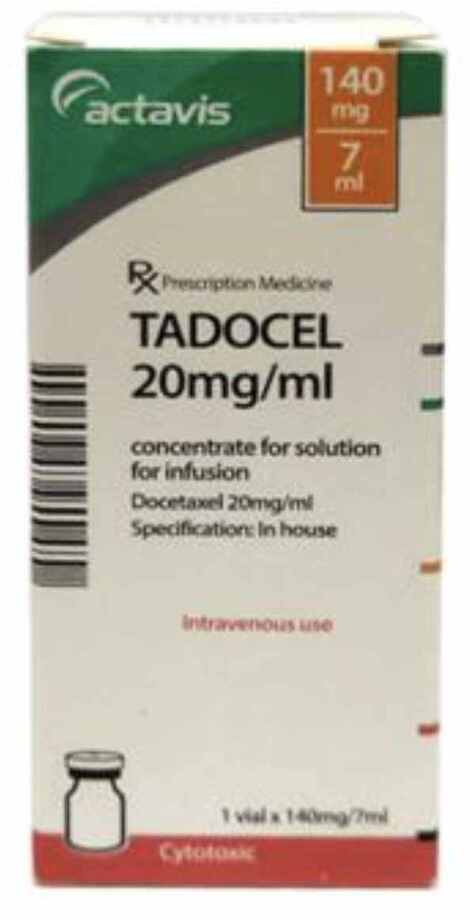 actavis
140
mg
7
ml
Rx Prescription Medicine
TADOCEL
20mg/ml
concentrate for solution
for infusion
Docetaxel 20mg/ml
Specification: In house
Intravenous use
1 vial x 140mg/7ml
Cytotoxic